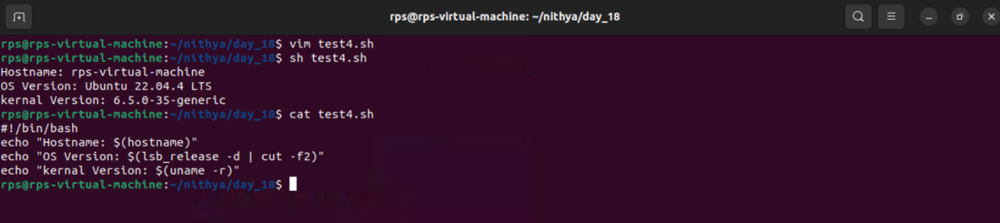 rps@rps-virtual-machine: ~/nithya/day_18
rps@rps-virtual-machine:~/nithya/day_18$ vim test4.sh
rps@rps-virtual-machine:~/nithya/day_18$ sh test4.sh
Hostname: rps-virtual-machine
OS Version: Ubuntu 22.04.4 LTS
kernal Version: 6.5.0-35-generic
rps@rps-virtual-machine:~/nithya/day_18$ cat test4.sh
#!/bin/bash
echo "Hostname: $(hostname)"
echo "OS Version: $(lsb_release -d | cut -f2)"
echo "kernal Version: $(uname -r)"
rps@rps-virtual-machine:~/nithya/day_18$